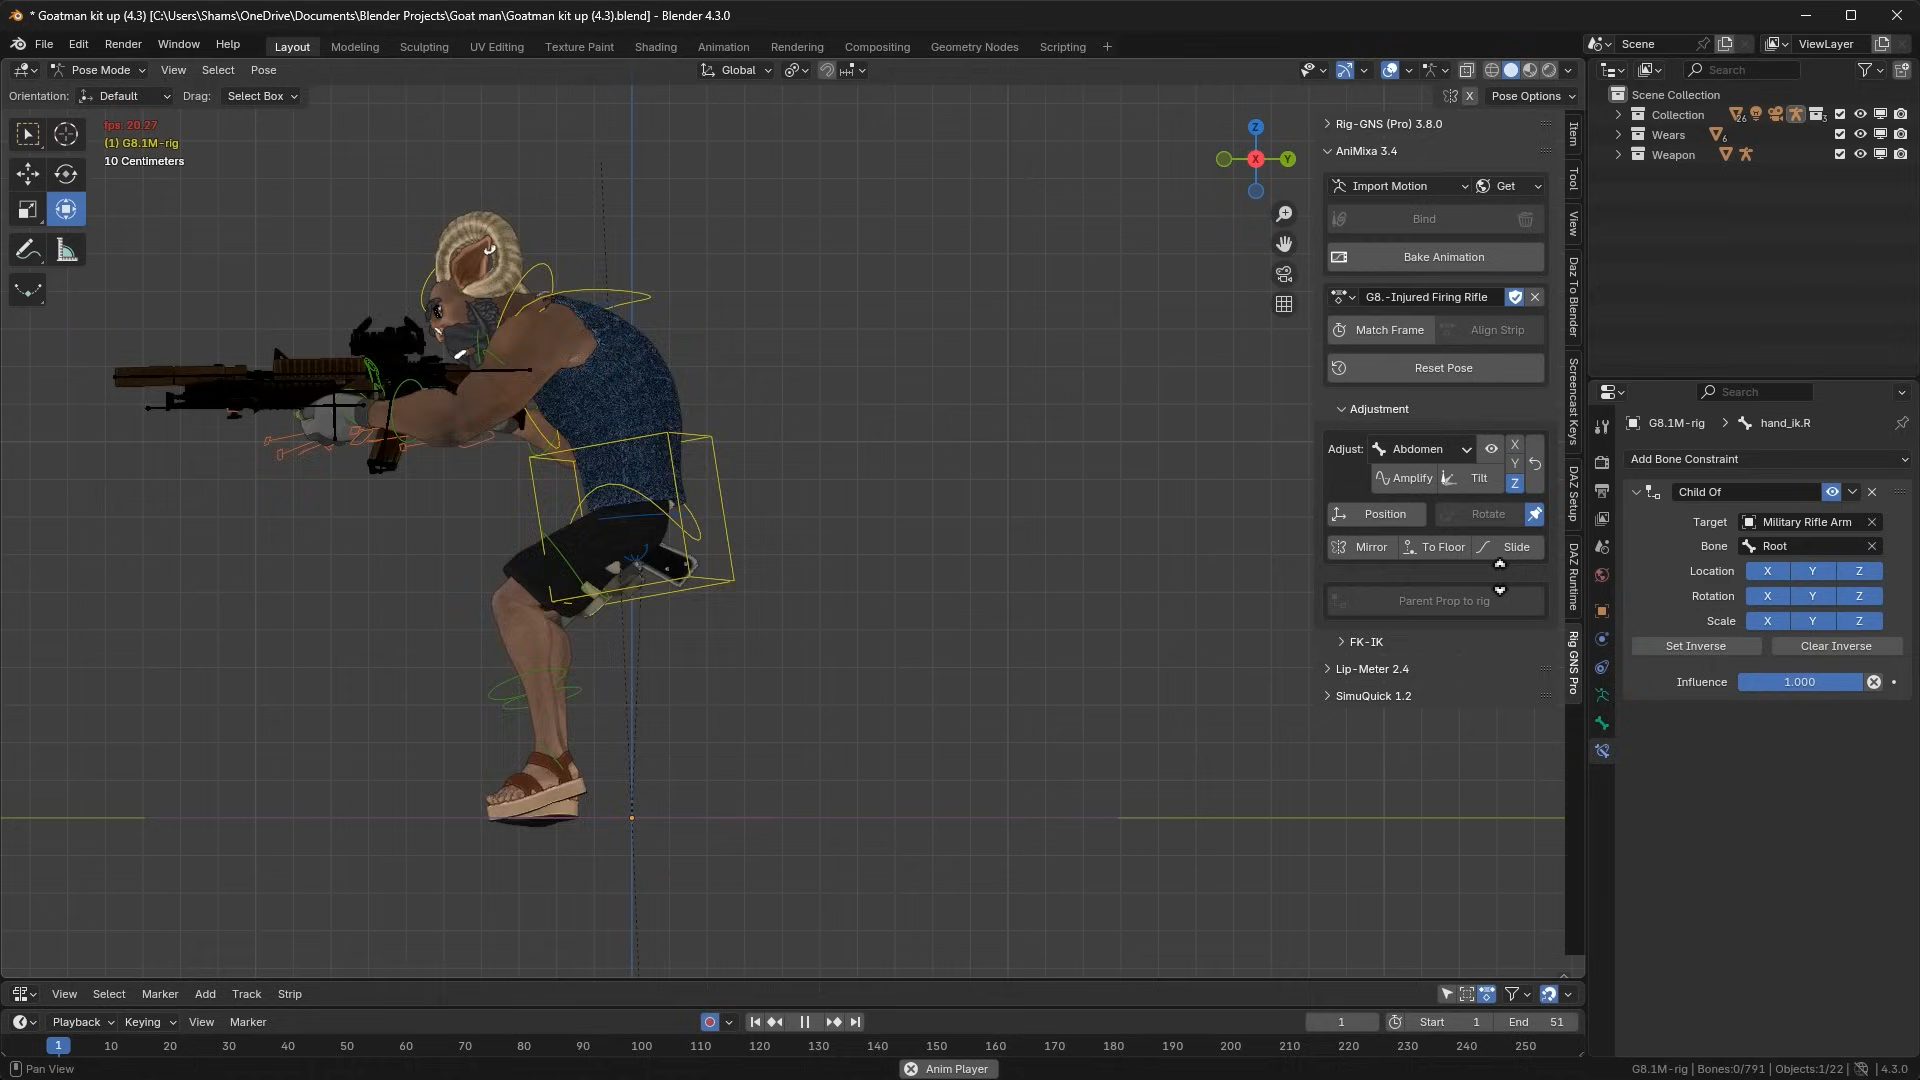 * Goatman kit up (4.3) [C:\Users\Shams\OneDrive\Documents\Blender Projects\Goat man\Goatman kit up (4.3).blend] - Blender 4.3.0
File Edit Render Window Help Layout Modeling Sculpting UV Editing Texture Paint Shading Animation Rendering Compositing Geometry Nodes Scripting + Scene ViewLayer
Pose Mode View Select Pose Global Search
Orientation: Default Drag: Select Box X Pose Options
Scene Collection
Collection 26 3
Wears 6
Weapon
fps: 20.27
(1) G8.1M-rig
10 Centimeters
Z
X Y
Rig-GNS (Pro) 3.8.0
AniMixa 3.4
Import Motion Get
Bind
Bake Animation
G8.-Injured Firing Rifle
Match Frame Align Strip
Reset Pose
Adjustment
Adjust: Abdomen X
Y
Amplify Tilt Z
Position Rotate
Mirror To Floor Slide
Parent Prop to rig
FK-IK
Lip-Meter 2.4
SimuQuick 1.2
Item
Tool
View
Daz To Blender
Screencast Keys
DAZ Setup
DAZ Runtime
Rig GNS Pro
Search
G8.1M-rig hand_ik.R
Add Bone Constraint
Child Of
Target Military Rifle Arm
Bone Root
Location X Y Z
Rotation X Y Z
Scale X Y Z
Set Inverse Clear Inverse
Influence 1.000
View Select Marker Add Track Strip
Playback Keying View Marker 1 Start 1 End 51
1 10 20 30 40 50 60 70 80 90 100 110 120 130 140 150 160 170 180 190 200 210 220 230 240 250
Pan View Anim Player G8.1M-rig | Bones:0/791 | Objects:1/22 | 4.3.0